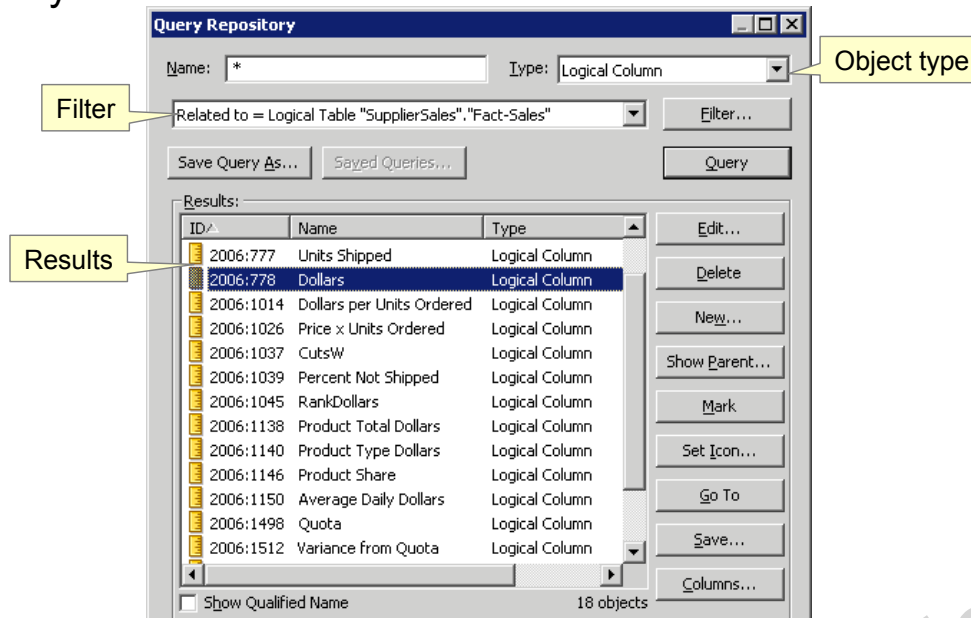 Query Repository
Name: *
Type: Logical Column
Object type
Filter
Related to = Logical Table "SupplierSales"."Fact-Sales"
Filter...
Save Query As...
Saved Queries...
Query
Results:
ID Name Type
Edit...
Results
2006:777 Units Shipped Logical Column
2006:778 Dollars Logical Column
Delete
2006:1014 Dollars per Units Ordered Logical Column
New...
2006:1026 Price x Units Ordered Logical Column
2006:1037 CutsW Logical Column
Show Parent...
2006:1039 Percent Not Shipped Logical Column
2006:1045 RankDollars Logical Column
Mark
2006:1138 Product Total Dollars Logical Column
2006:1140 Product Type Dollars Logical Column
Set Icon...
2006:1146 Product Share Logical Column
2006:1150 Average Daily Dollars Logical Column
Go To
2006:1498 Quota Logical Column
2006:1512 Variance from Quota Logical Column
Save...
Columns...
Show Qualified Name
18 objects